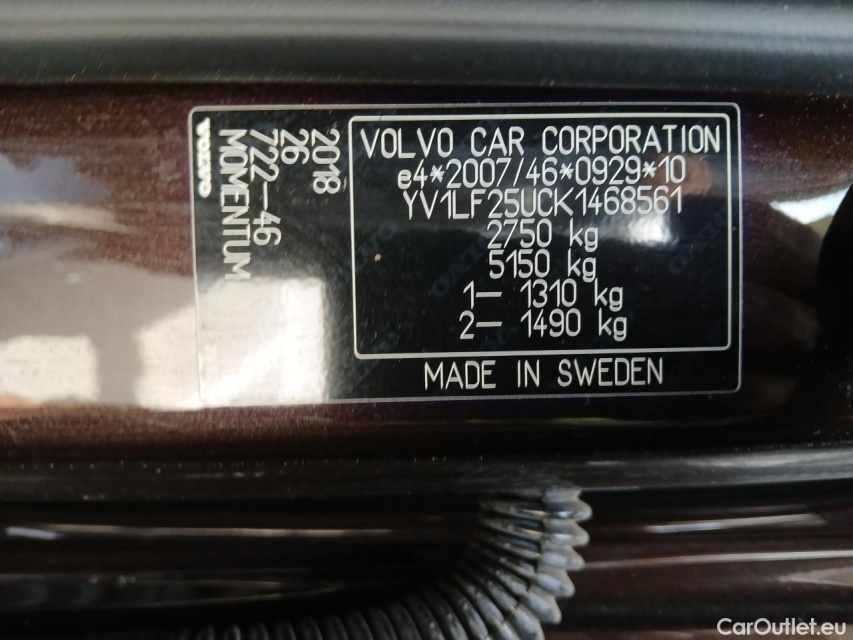 VOLVO CAR CORPORATION
e4*2007/46*0929*10
YV1LF25UCK1468561
2750 kg
5150 kg
1— 1310 kg
2— 1490 kg
MADE IN SWEDEN
2018
26
722-46
MOMENTUM
VOLVO
CarOutlet.eu